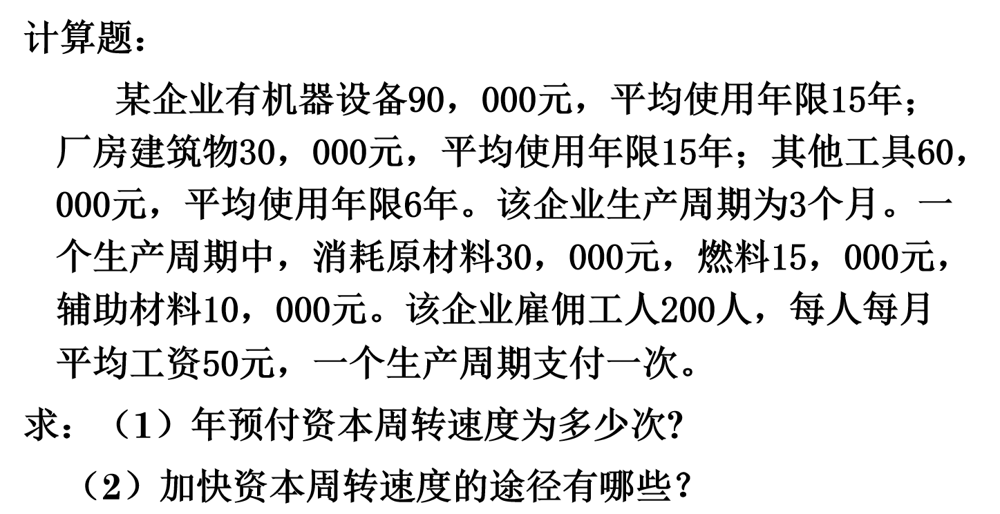 计算题：
某企业有机器设备90，000元，平均使用年限15年；
厂房建筑物30，000元，平均使用年限15年；其他工具60，
000元，平均使用年限6年。该企业生产周期为3个月。一
个生产周期中，消耗原材料30，000元，燃料15，000元，
辅助材料10，000元。该企业雇佣工人200人，每人每月
平均工资50元，一个生产周期支付一次。
求：（1）年预付资本周转速度为多少次?
（2）加快资本周转速度的途径有哪些?